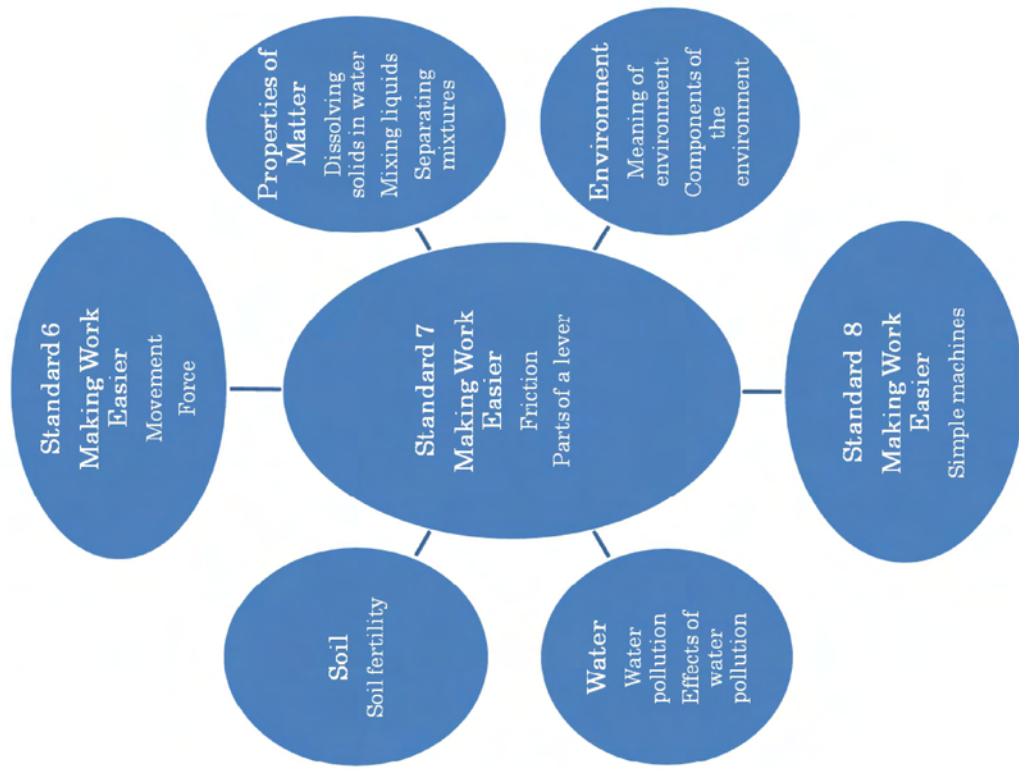 Standard 6
Making Work
Easier
Movement
Force
Soil
Soil fertility
Properties of
Matter
Dissolving
solids in water
Mixing liquids
Separating
mixtures
Standard 7
Making Work
Easier
Friction
Parts of a lever
Water
Water
pollution
Effects of
water
pollution
Environment
Meaning of
environment
Components of
the
environment
Standard 8
Making Work
Easier
Simple machines